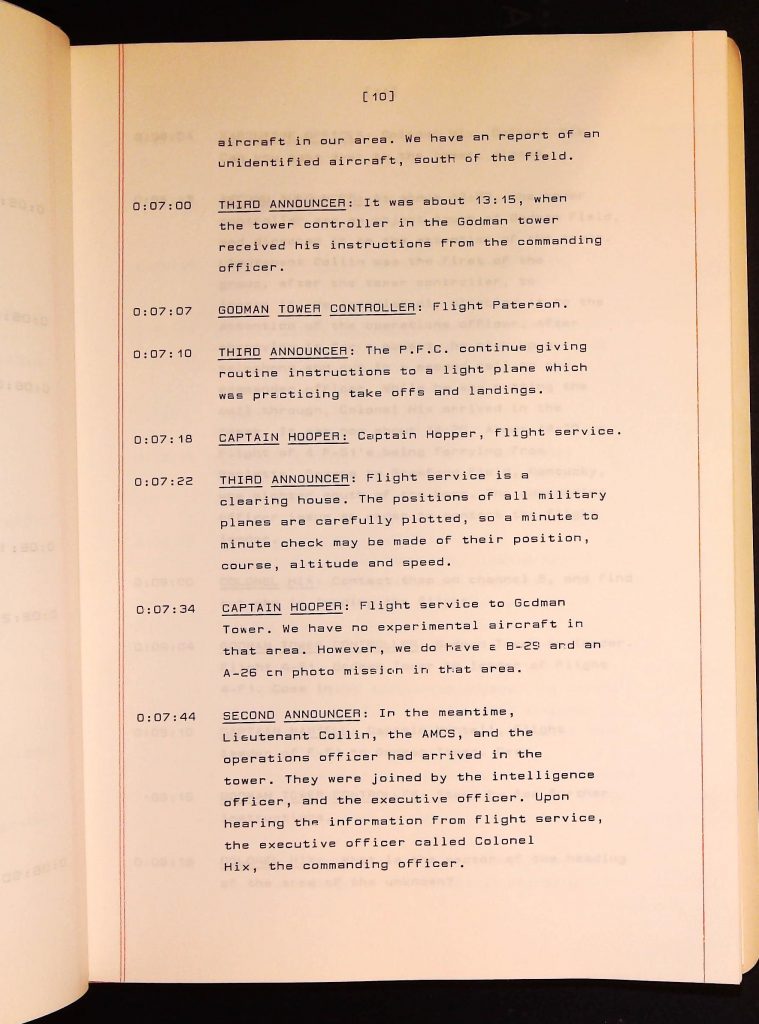 [10]
aircraft in our area. We have an report of an
unidentified aircraft, south of the field.
0:07:00 THIRD ANNOUNCER: It was about 13:15, when
the tower controller in the Godman tower
received his instructions from the commanding
officer.
0:07:07 GODMAN TOWER CONTROLLER: Flight Paterson.
0:07:10 THIRD ANNOUNCER: The P.F.C. continue giving
routine instructions to a light plane which
was practicing take offs and landings.
0:07:18 CAPTAIN HOOPER: Captain Hopper, flight service.
0:07:22 THIRD ANNOUNCER: Flight service is a
clearing house. The positions of all military
planes are carefully plotted, so a minute to
minute check may be made of their position,
course, altitude and speed.
0:07:34 CAPTAIN HOOPER: Flight service to Godman
Tower. We have no experimental aircraft in
that area. However, we do have a B-29 and an
A-26 on photo mission in that area.
0:07:44 SECOND ANNOUNCER: In the meantime,
Lieutenant Collin, the AMCS, and the
operations officer had arrived in the
tower. They were joined by the intelligence
officer, and the executive officer. Upon
hearing the information from flight service,
the executive officer called Colonel
Hix, the commanding officer.